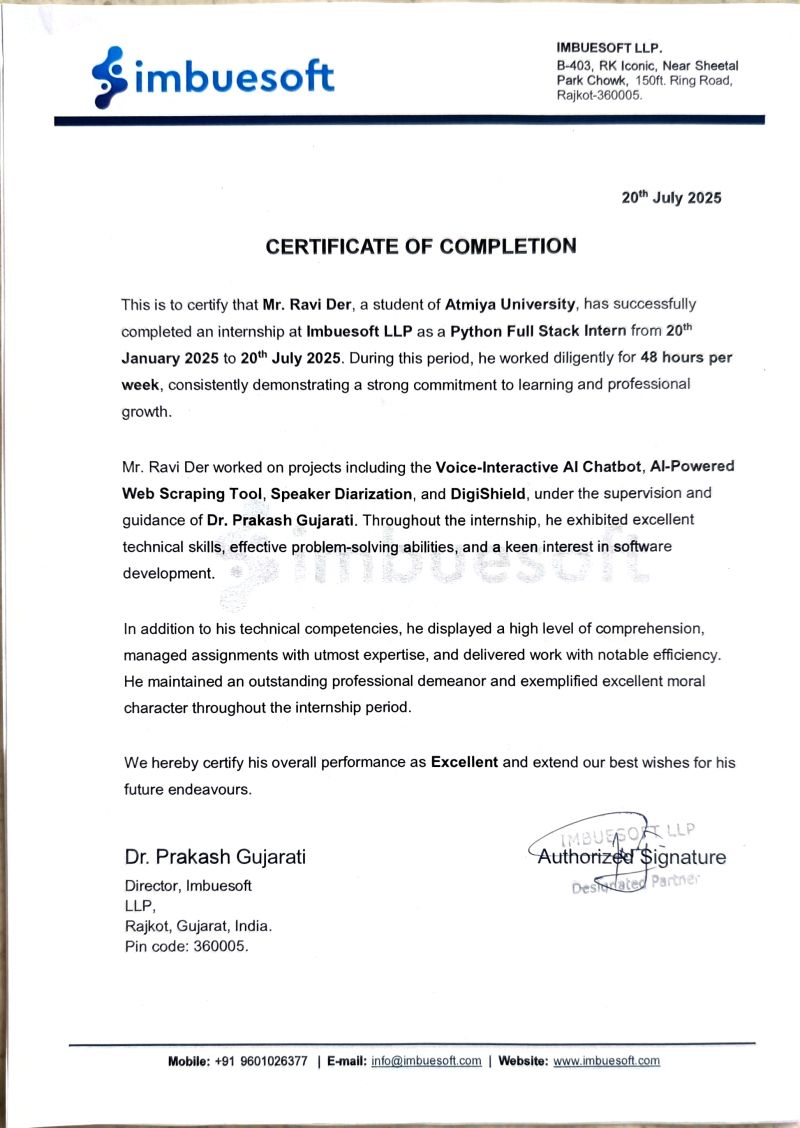 imbuesoft
IMBUESOFT LLP.
B-403, RK Iconic, Near Sheetal
Park Chowk, 150ft. Ring Road,
Rajkot-360005.
20th July 2025
CERTIFICATE OF COMPLETION
This is to certify that Mr. Ravi Der, a student of Atmiya University, has successfully
completed an internship at Imbuesoft LLP as a Python Full Stack Intern from 20th
January 2025 to 20th July 2025. During this period, he worked diligently for 48 hours per
week, consistently demonstrating a strong commitment to learning and professional
growth.
Mr. Ravi Der worked on projects including the Voice-Interactive AI Chatbot, AI-Powered
Web Scraping Tool, Speaker Diarization, and DigiShield, under the supervision and
guidance of Dr. Prakash Gujarati. Throughout the internship, he exhibited excellent
technical skills, effective problem-solving abilities, and a keen interest in software
development.
imbuesoft
In addition to his technical competencies, he displayed a high level of comprehension,
managed assignments with utmost expertise, and delivered work with notable efficiency.
He maintained an outstanding professional demeanor and exemplified excellent moral
character throughout the internship period.
We hereby certify his overall performance as Excellent and extend our best wishes for his
future endeavours.
Dr. Prakash Gujarati
Director, Imbuesoft
LLP,
Rajkot, Gujarat, India.
Pin code: 360005.
IMBUESOFT LLP
Authorized Signature
Designated Partner
Mobile: +91 9601026377 | E-mail: info@imbuesoft.com | Website: www.imbuesoft.com